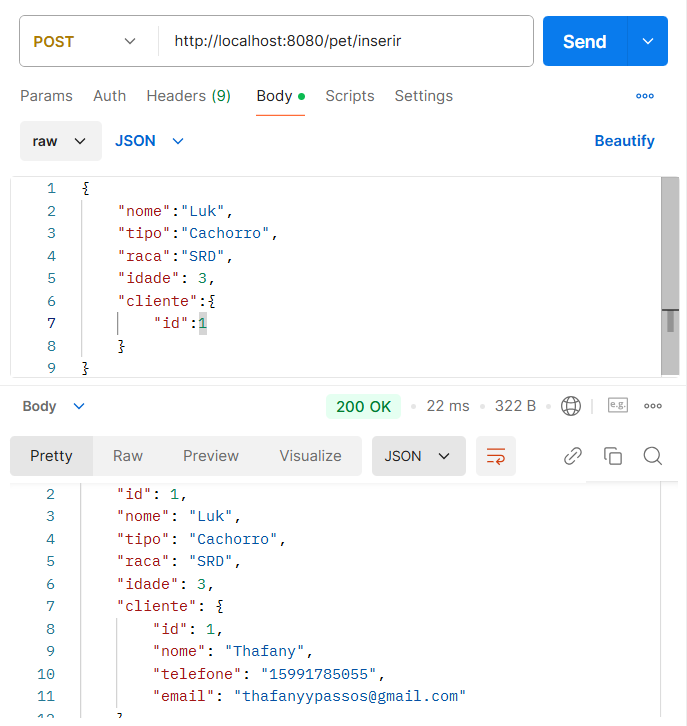 POST http://localhost:8080/pet/inserir Send
Params Auth Headers (9) Body Scripts Settings
raw JSON Beautify
1 {
2 "nome":"Luk",
3 "tipo":"Cachorro",
4 "raca":"SRD",
5 "idade": 3,
6 "cliente":{
7 "id":1
8 }
9 }
Body 200 OK 22 ms 322 B e.g.
Pretty Raw Preview Visualize JSON
2 "id": 1,
3 "nome": "Luk",
4 "tipo": "Cachorro",
5 "raca": "SRD",
6 "idade": 3,
7 "cliente": {
8 "id": 1,
9 "nome": "Thafany",
10 "telefone": "15991785055",
11 "email": "thafanyypassos@gmail.com"